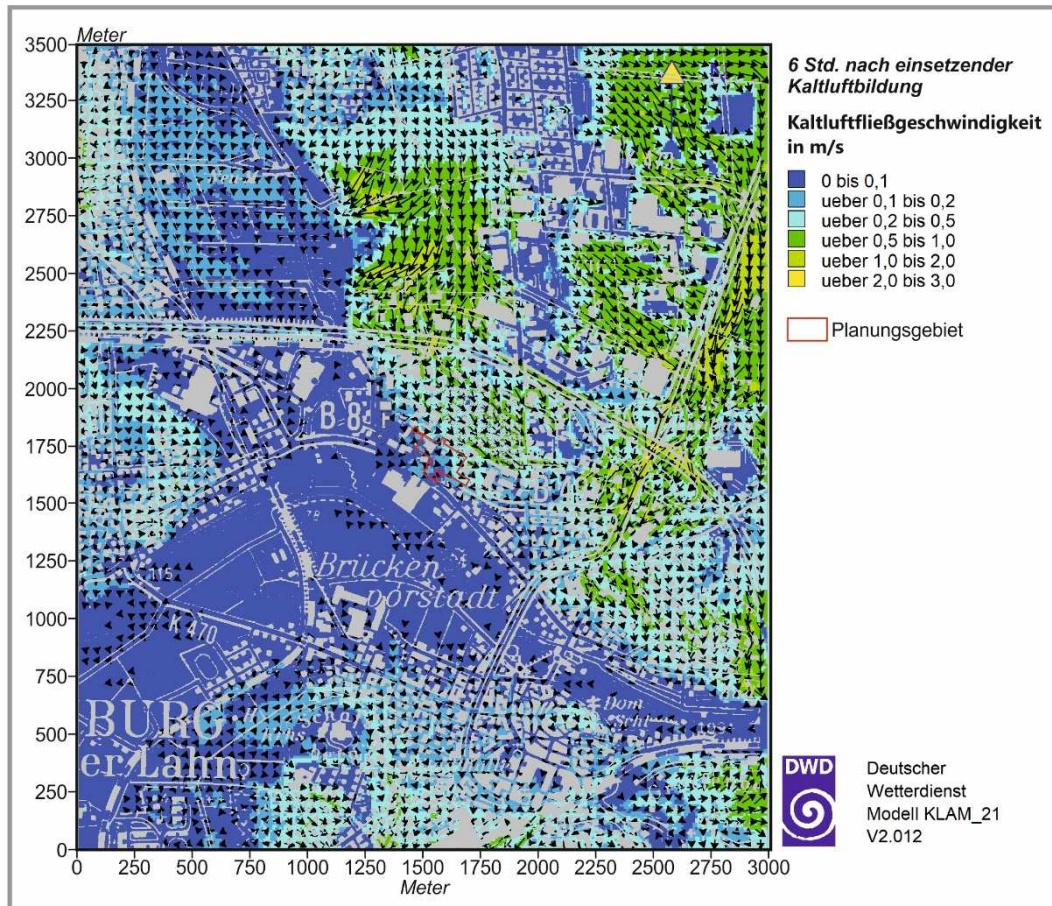 Meter
3500
3250
3000
2750
2500
2250
2000
1750
1500
1250
1000
750
500
250
0
0 250 500 750 1000 1250 1500 1750 2000 2250 2500 2750 3000
Meter
B 8
Brücken
vorstadt
K 470
BURG
er Lahn
Dom
6 Std. nach einsetzender
Kaltluftbildung
Kaltluftfließgeschwindigkeit
in m/s
0 bis 0,1
ueber 0,1 bis 0,2
ueber 0,2 bis 0,5
ueber 0,5 bis 1,0
ueber 1,0 bis 2,0
ueber 2,0 bis 3,0
Planungsgebiet
DWD
Deutscher
Wetterdienst
Modell KLAM_21
V2.012